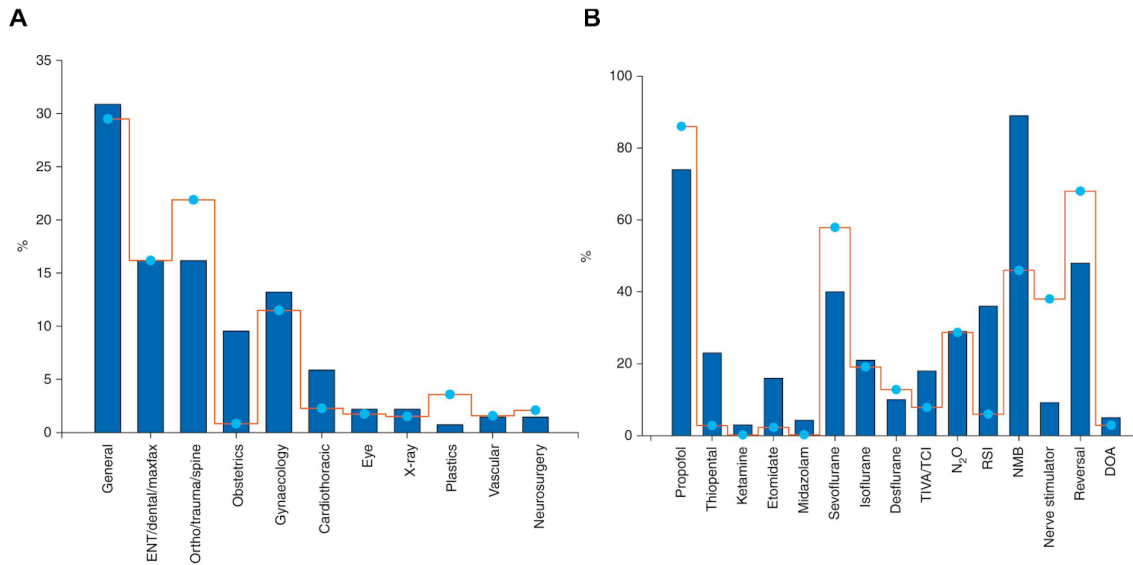 A
B
35
30
25
20
15
10
5
0
%
General
ENT/dental/maxfax
Ortho/trauma/spine
Obstetrics
Gynaecology
Cardiothoracic
Eye
X-ray
Plastics
Vascular
Neurosurgery
100
80
60
40
20
0
%
Propofol
Thiopental
Ketamine
Etomidate
Midazolam
Sevoflurane
Isoflurane
Desflurane
TIVA/TCI
N₂O
RSI
NMB
Nerve stimulator
Reversal
DOA